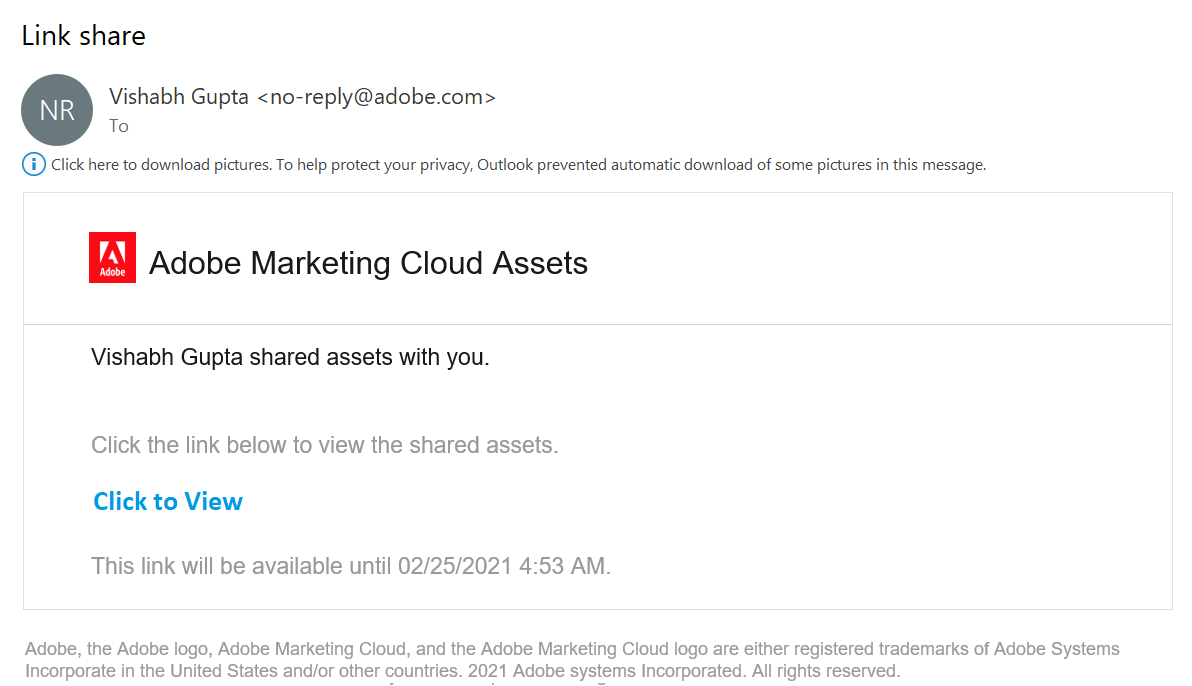 Link share
NR
Vishabh Gupta <no-reply@adobe.com>
To
Click here to download pictures. To help protect your privacy, Outlook prevented automatic download of some pictures in this message.
Adobe
Adobe Marketing Cloud Assets
Vishabh Gupta shared assets with you.
Click the link below to view the shared assets.
Click to View
This link will be available until 02/25/2021 4:53 AM.
Adobe, the Adobe logo, Adobe Marketing Cloud, and the Adobe Marketing Cloud logo are either registered trademarks of Adobe Systems
Incorporate in the United States and/or other countries. 2021 Adobe systems Incorporated. All rights reserved.